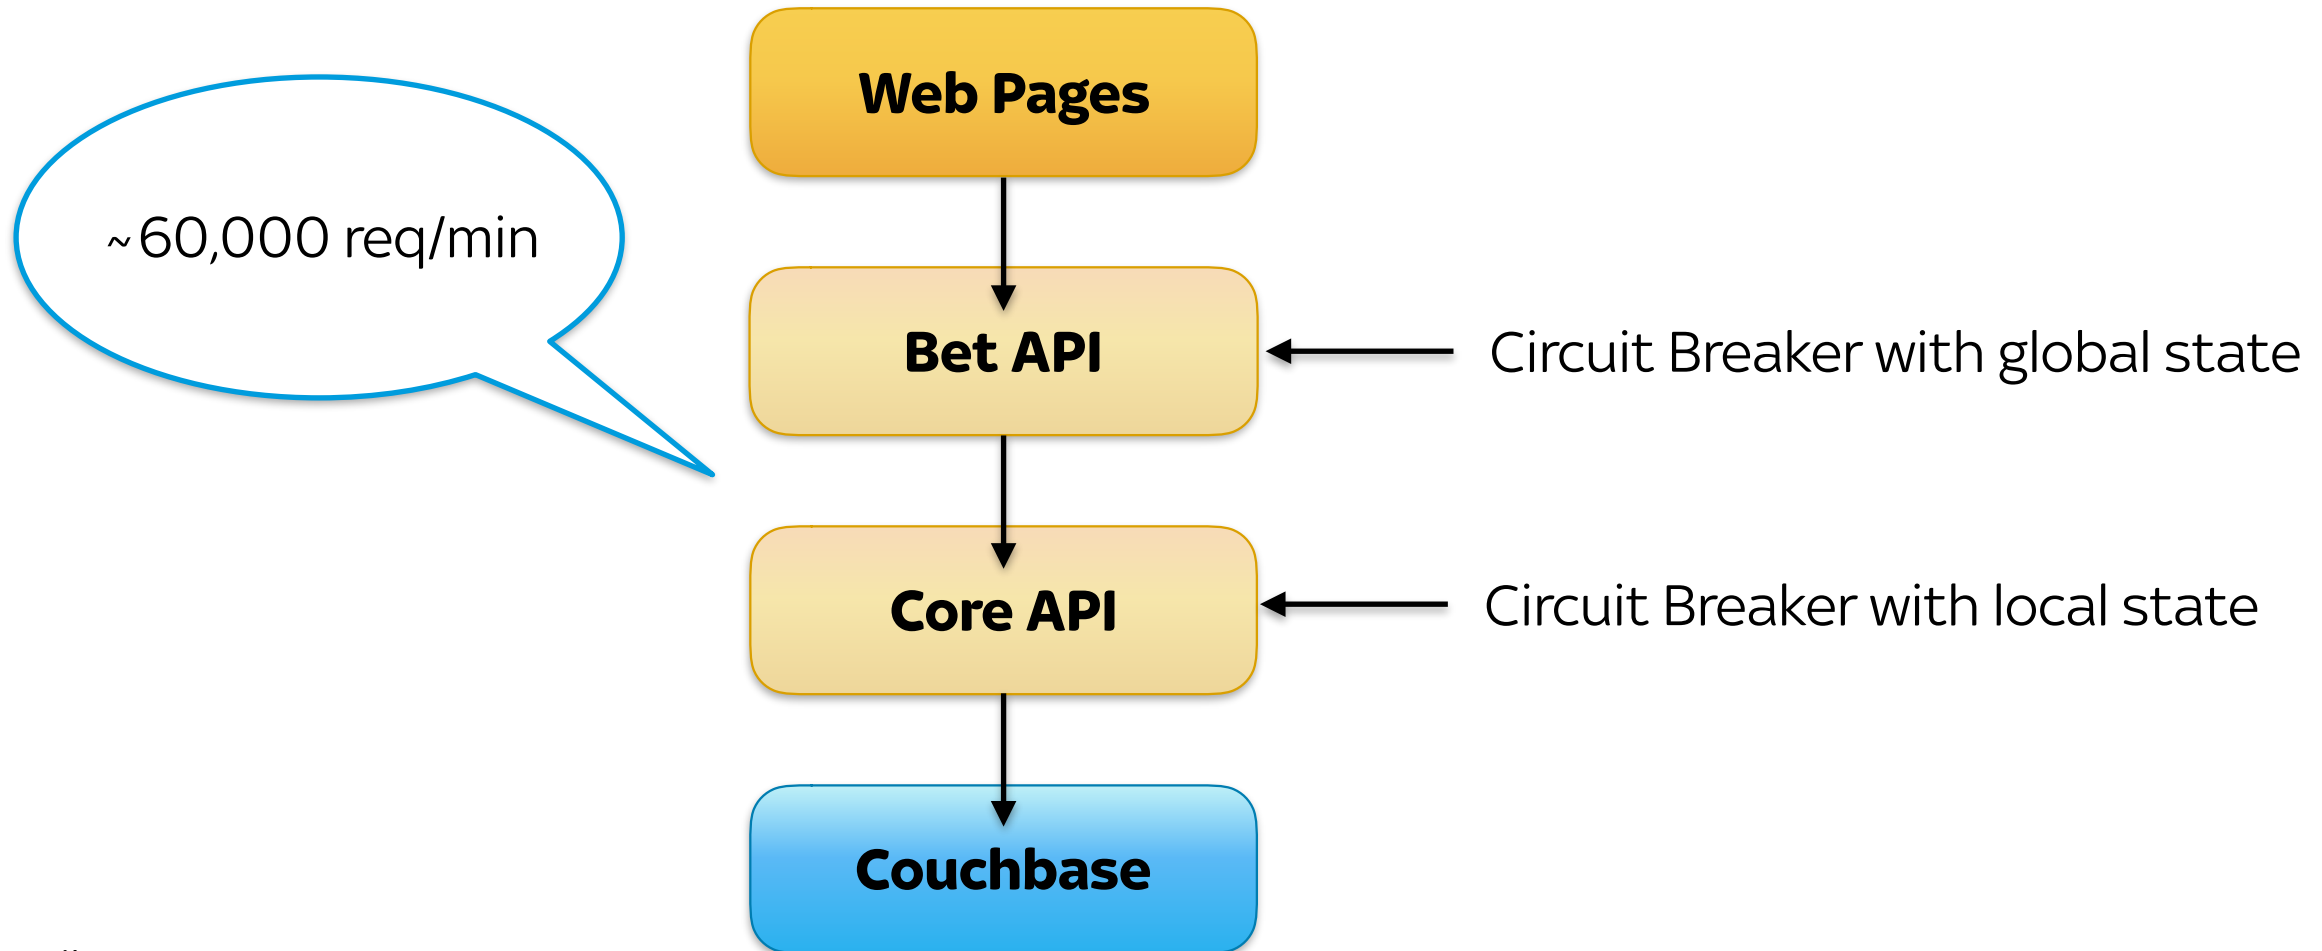 Web Pages
~60,000 req/min
Bet API
Circuit Breaker with global state
Core API
Circuit Breaker with local state
Couchbase